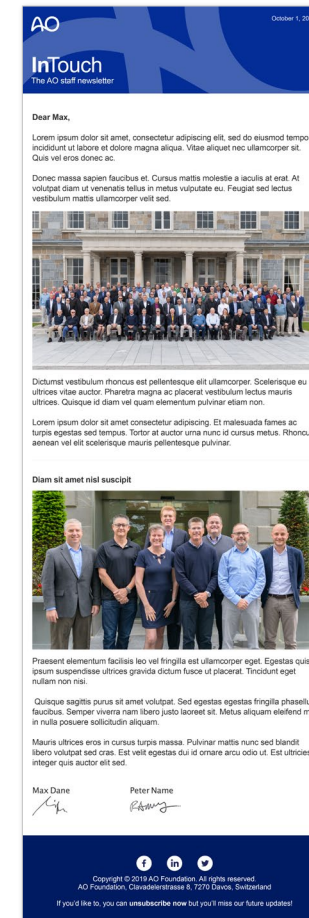 AO
October 1, 20
InTouch
The AO staff newsletter
Dear Max,
Lorem ipsum dolor sit amet, consectetur adipiscing elit, sed do eiusmod tempo
incididunt ut labore et dolore magna aliqua. Vitae aliquet nec ullamcorper sit.
Quis vel eros donec ac.
Donec massa sapien faucibus et. Cursus mattis molestie a iaculis at erat. At
volutpat diam ut venenatis tellus in metus vulputate eu. Feugiat sed lectus
vestibulum mattis ullamcorper velit sed.
Dictumst vestibulum rhoncus est pellentesque elit ullamcorper. Scelerisque eu
ultrices vitae auctor. Pharetra magna ac placerat vestibulum lectus mauris
ultrices. Quisque id diam vel quam elementum pulvinar etiam non.
Lorem ipsum dolor sit amet consectetur adipiscing. Et malesuada fames ac
turpis egestas sed tempus. Tortor at auctor urna nunc id cursus metus. Rhoncu
aenean vel elit scelerisque mauris pellentesque pulvinar.
Diam sit amet nisl suscipit
Praesent elementum facilisis leo vel fringilla est ullamcorper eget. Egestas quis
ipsum suspendisse ultrices gravida dictum fusce ut placerat. Tincidunt eget
nullam non nisi.
Quisque sagittis purus sit amet volutpat. Sed egestas egestas fringilla phasellu
faucibus. Semper viverra nam libero justo laoreet sit. Metus aliquam eleifend m
in nulla posuere sollicitudin aliquam.
Mauris ultrices eros in cursus turpis massa. Pulvinar mattis nunc sed blandit
libero volutpat sed cras. Est velit egestas dui id ornare arcu odio ut. Est ultricies
integer quis auctor elit sed.
Max Dane Peter Name
Copyright © 2019 AO Foundation. All rights reserved.
AO Foundation, Clavadelerstrasse 8, 7270 Davos, Switzerland
If you'd like to, you can unsubscribe now but you'll miss our future updates!